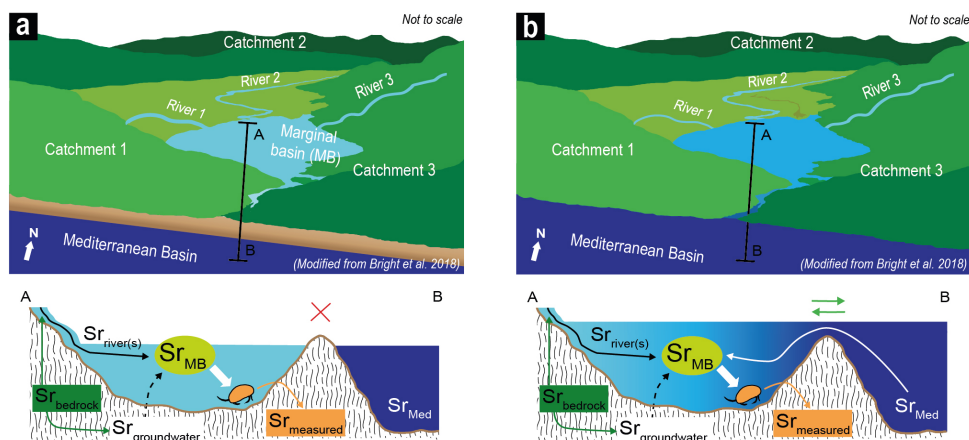 a
Not to scale
Catchment 2
River 2
River 3
River 1
A
Marginal
basin (MB)
Catchment 1
Catchment 3
N
B
Mediterranean Basin
(Modified from Bright et al. 2018)
A
B
Sr river(s)
Sr MB
Sr bedrock
Sr groundwater
Sr measured
Sr Med
b
Not to scale
Catchment 2
River 2
River 3
River 1
A
Catchment 1
Catchment 3
N
B
Mediterranean Basin
(Modified from Bright et al. 2018)
A
B
Sr river(s)
Sr MB
Sr bedrock
Sr groundwater
Sr measured
Sr Med